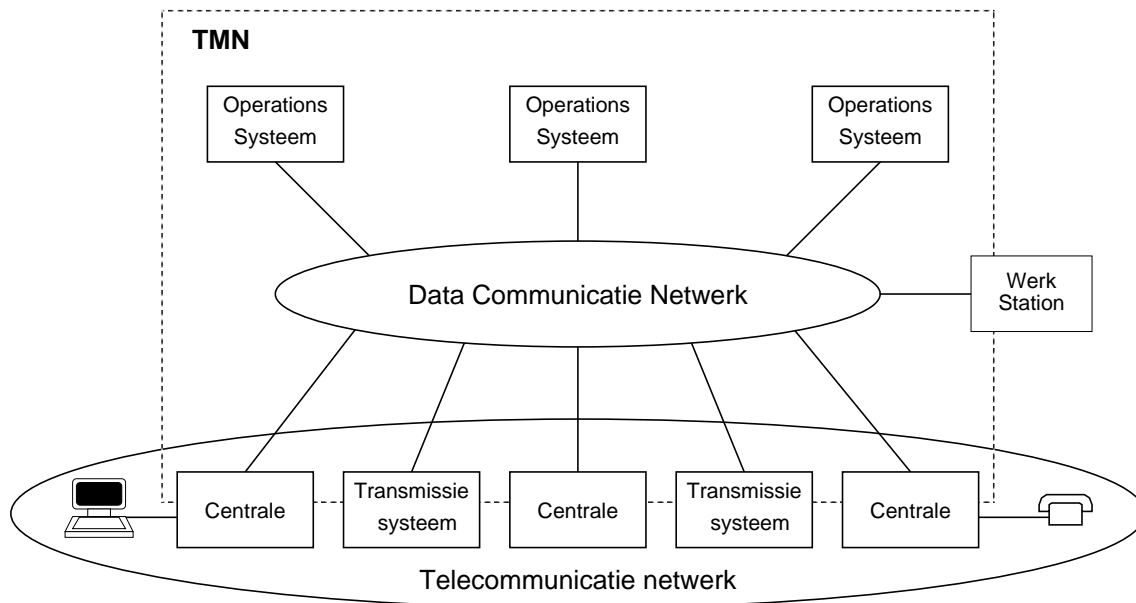 TMN
Operations
Systeem
Operations
Systeem
Operations
Systeem
Data Communicatie Netwerk
Werk
Station
Centrale
Transmissie
systeem
Centrale
Transmissie
systeem
Centrale
Telecommunicatie netwerk